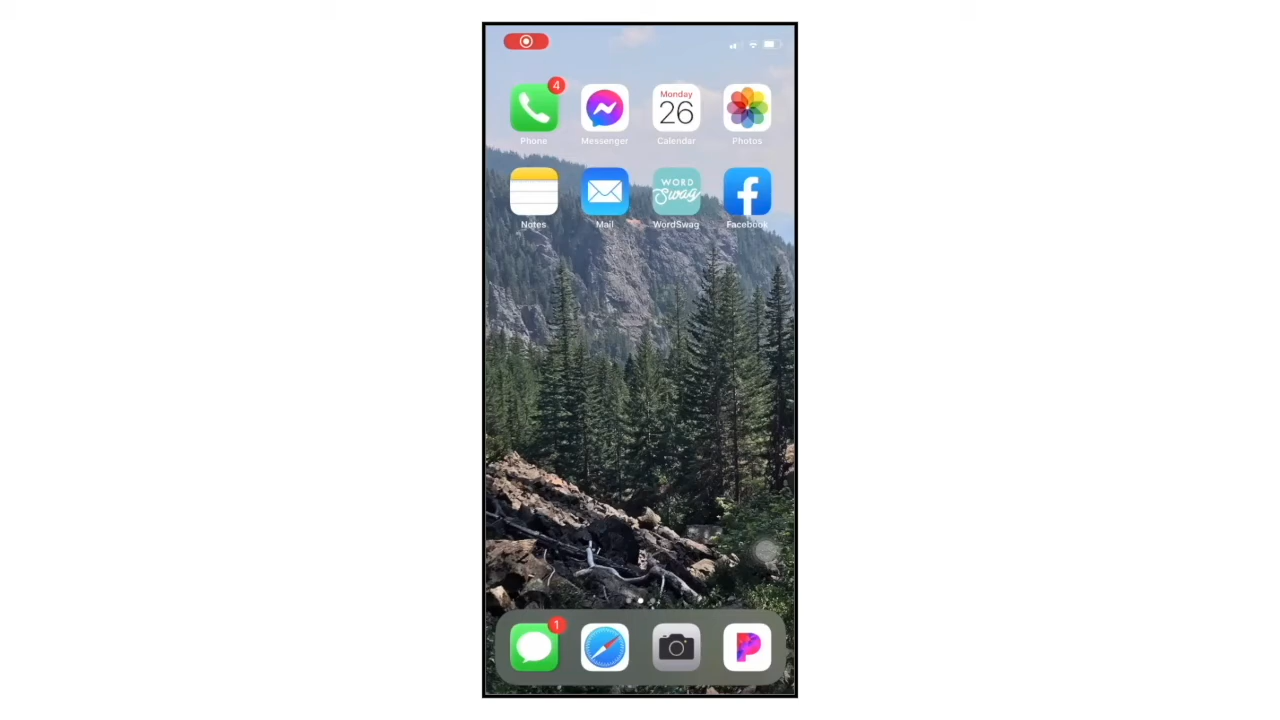 4
Phone
Messenger
Monday
26
Calendar
Photos
Notes
Mail
WORD
Swag
WordSwag
Facebook
1